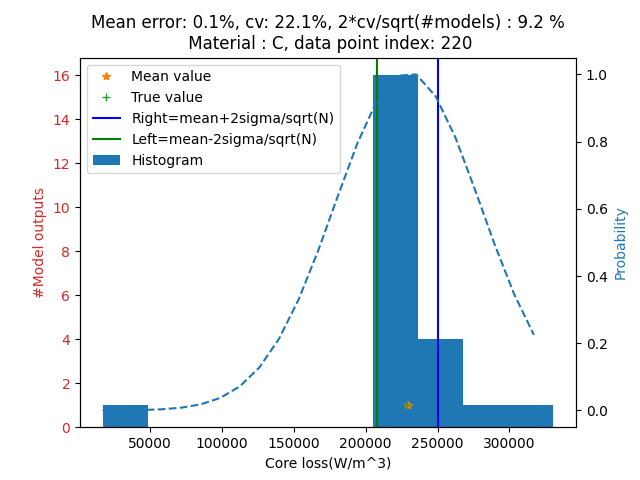 Mean error: 0.1%, cv: 22.1%, 2*cv/sqrt(#models) : 9.2 %
Material : C, data point index: 220
Mean value
True value
Right=mean+2sigma/sqrt(N)
Left=mean-2sigma/sqrt(N)
Histogram
16
14
12
10
8
6
4
2
0
#Model outputs
1.0
0.8
0.6
0.4
0.2
0.0
Probability
50000 100000 150000 200000 250000 300000
Core loss(W/m^3)